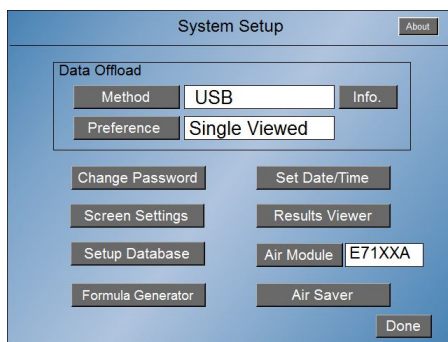 System Setup About
Data Offload
Method USB Info.
Preference Single Viewed
Change Password Set Date/Time
Screen Settings Results Viewer
Setup Database Air Module E71XXA
Formula Generator Air Saver
Done